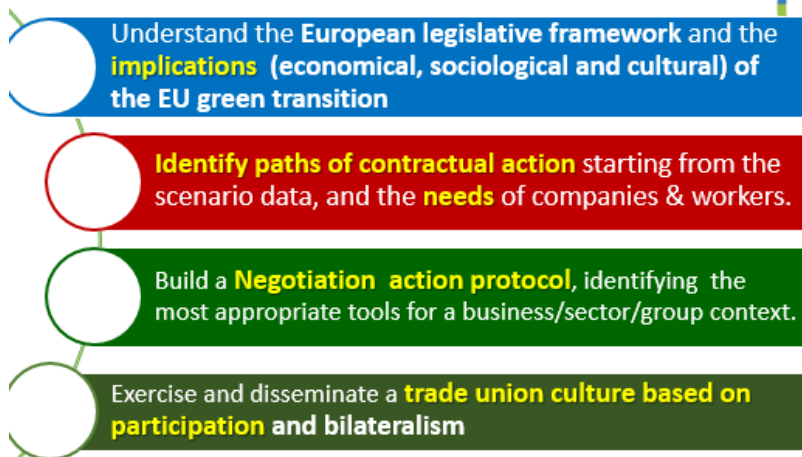 Understand the European legislative framework and the
implications (economical, sociological and cultural) of
the EU green transition
Identify paths of contractual action starting from the
scenario data, and the needs of companies & workers.
Build a Negotiation action protocol, identifying the
most appropriate tools for a business/sector/group context.
Exercise and disseminate a trade union culture based on
participation and bilateralism